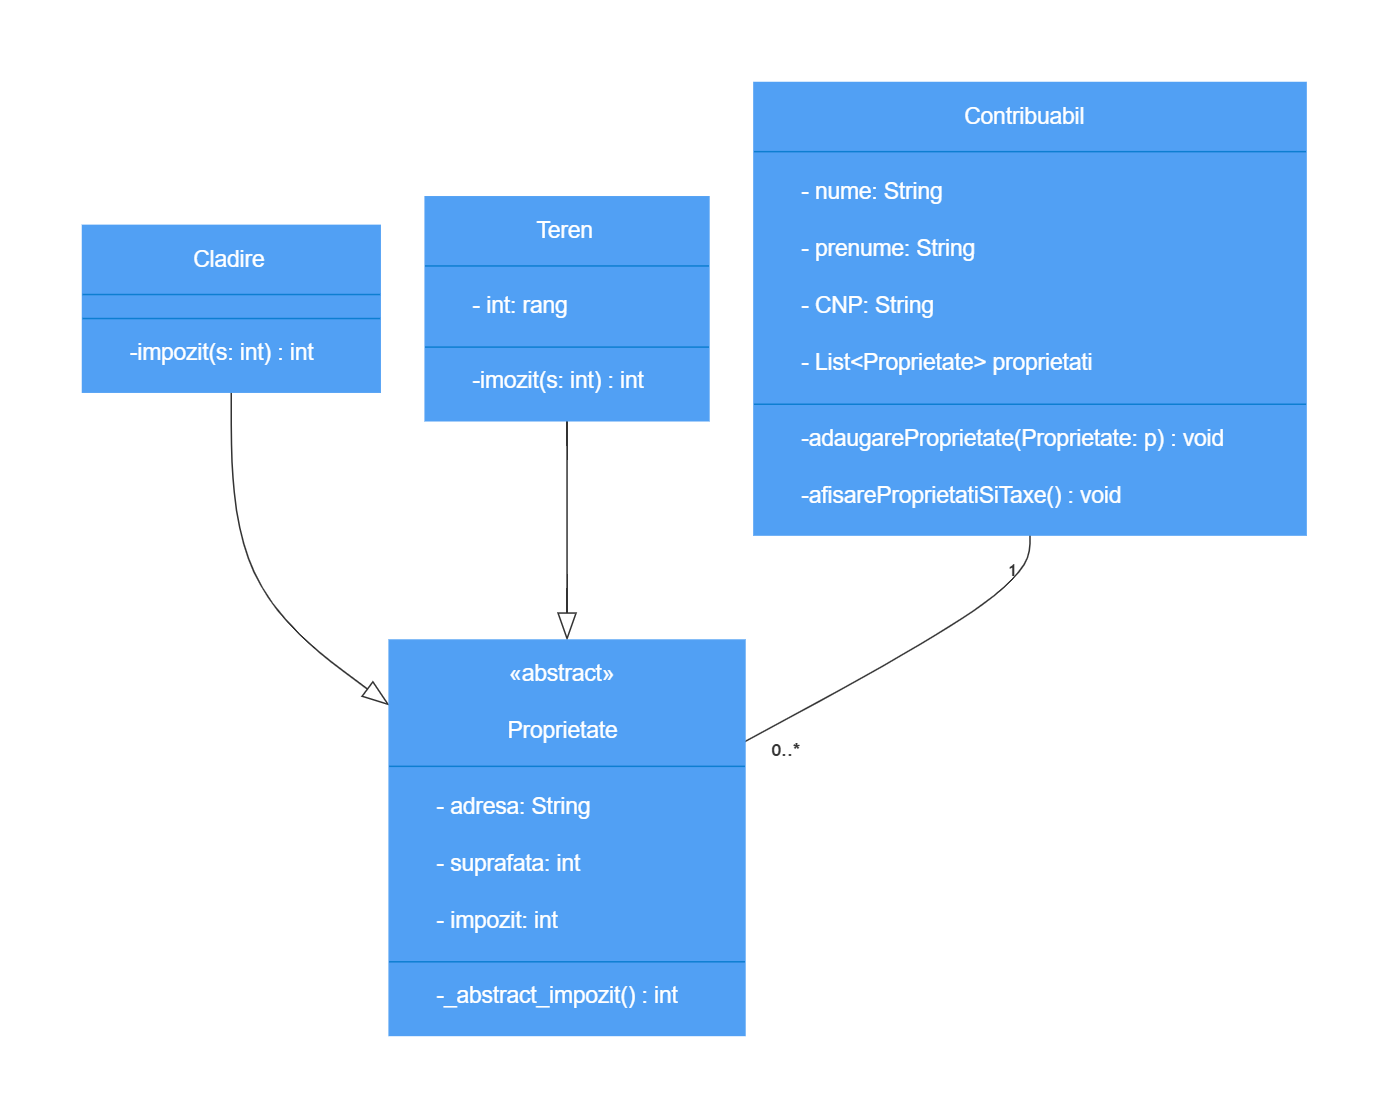 Cladire
-impozit(s: int) : int
Teren
- int: rang
-imozit(s: int) : int
Contribuabil
- nume: String
- prenume: String
- CNP: String
- List<Proprietate> proprietati
-adaugareProprietate(Proprietate: p) : void
-afisareProprietatiSiTaxe() : void
1
0..*
«abstract»
Proprietate
- adresa: String
- suprafata: int
- impozit: int
-_abstract_impozit() : int